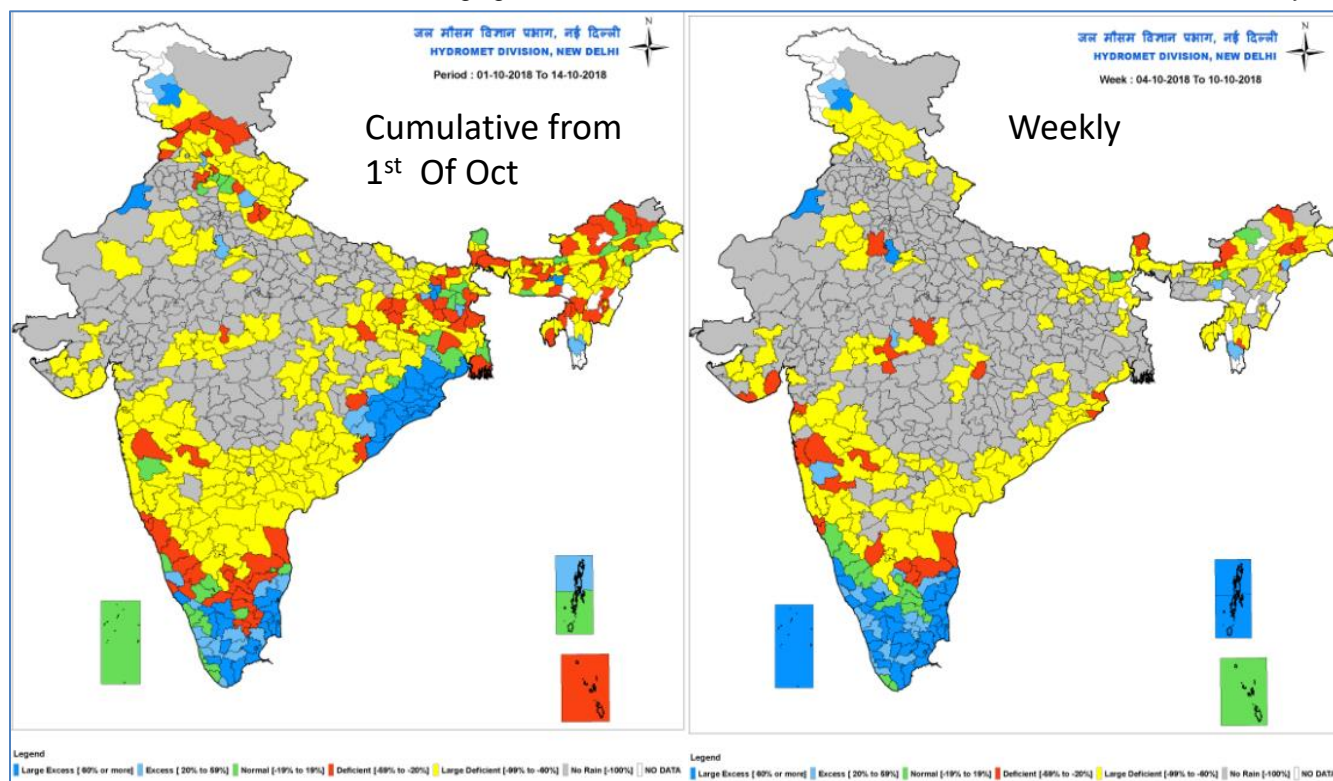 N
जल मौसम विज्ञान प्रभाग, नई दिल्ली
HYDROMET DIVISION, NEW DELHI
Period : 01-10-2018 To 14-10-2018
Cumulative from
1st Of Oct
Legend
Large Excess [ 60% or more] Excess [ 20% to 59%] Normal [-19% to 19%] Deficient [-59% to -20%] Large Deficient [-99% to -60%] No Rain [-100%] NO DATA
N
जल मौसम विज्ञान प्रभाग, नई दिल्ली
HYDROMET DIVISION, NEW DELHI
Week : 04-10-2018 To 10-10-2018
Weekly
Legend
Large Excess [ 60% or more] Excess [ 20% to 59%] Normal [-19% to 19%] Deficient [-59% to -20%] Large Deficient [-99% to -60%] No Rain [-100%] NO DATA